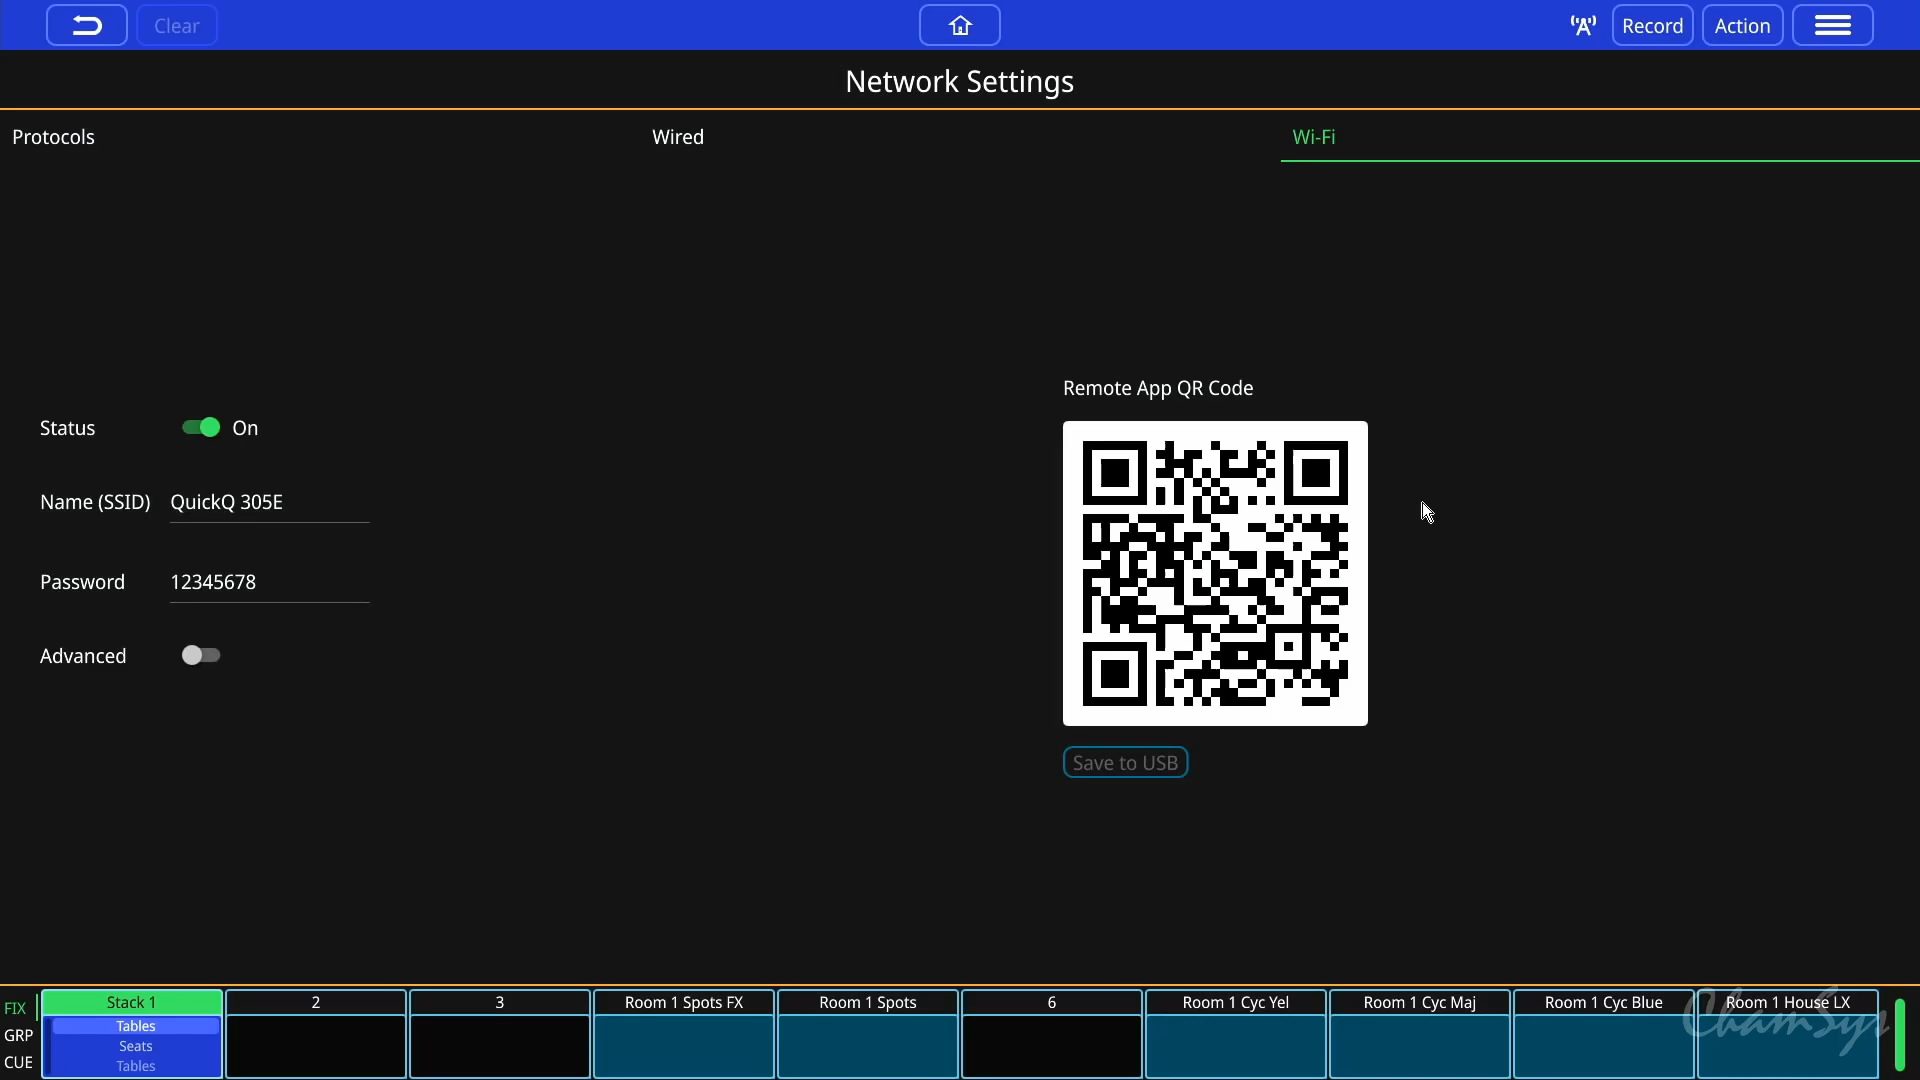 Clear
Record
Action
Network Settings
Protocols
Wired
Wi-Fi
Remote App QR Code
Status
On
Name (SSID)
QuickQ 305E
Password
12345678
Advanced
Save to USB
FIX
GRP
CUE
Stack 1
Tables
Seats
Tables
2
3
Room 1 Spots FX
Room 1 Spots
6
Room 1 Cyc Yel
Room 1 Cyc Maj
Room 1 Cyc Blue
Room 1 House LX
ChamSys